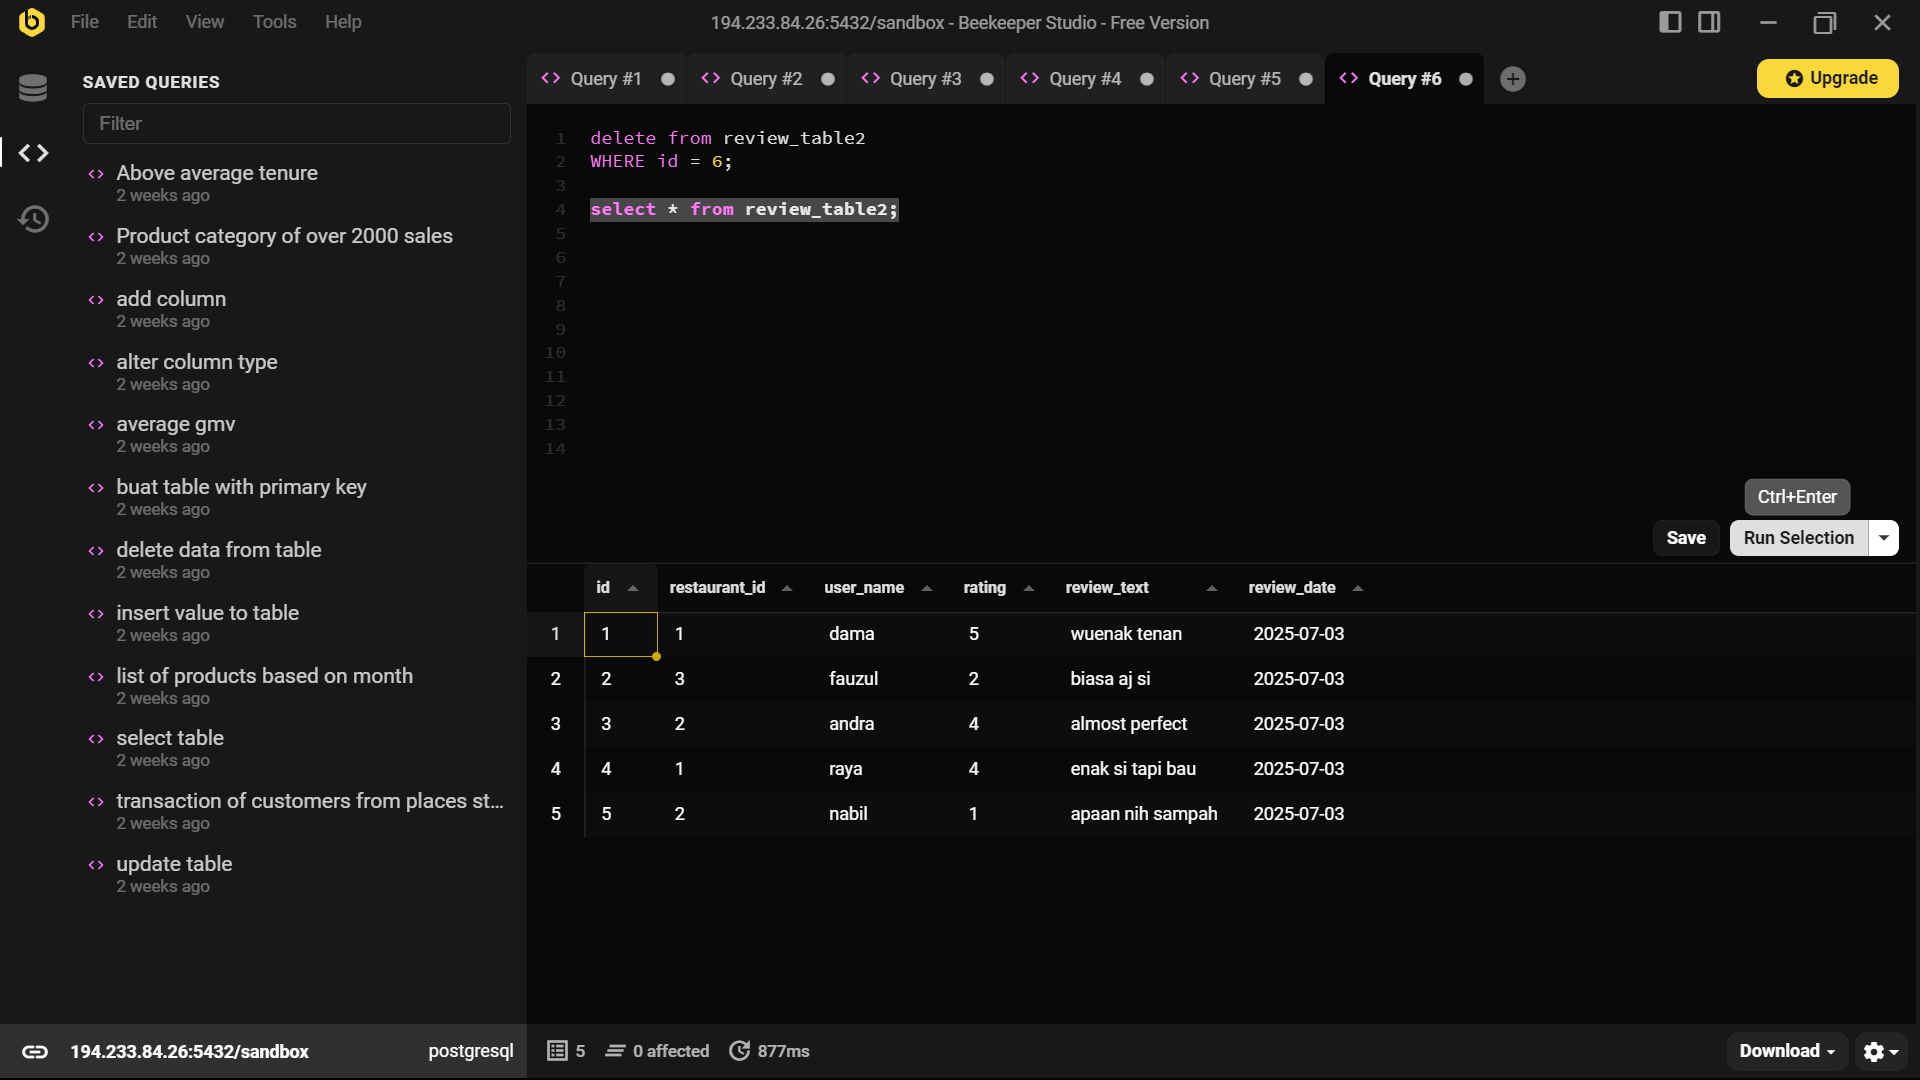 File Edit View Tools Help
194.233.84.26:5432/sandbox - Beekeeper Studio - Free Version
SAVED QUERIES
Filter
Above average tenure
2 weeks ago
Product category of over 2000 sales
2 weeks ago
add column
2 weeks ago
alter column type
2 weeks ago
average gmv
2 weeks ago
buat table with primary key
2 weeks ago
delete data from table
2 weeks ago
insert value to table
2 weeks ago
list of products based on month
2 weeks ago
select table
2 weeks ago
transaction of customers from places st...
2 weeks ago
update table
2 weeks ago
194.233.84.26:5432/sandbox postgresql
Query #1 Query #2 Query #3 Query #4 Query #5 Query #6 Upgrade
1 delete from review_table2
2 WHERE id = 6;
3
4 select * from review_table2;
5
6
7
8
9
10
11
12
13
14
Ctrl+Enter
Save Run Selection
id restaurant_id user_name rating review_text review_date
1 1 1 dama 5 wuenak tenan 2025-07-03
2 2 3 fauzul 2 biasa aj si 2025-07-03
3 3 2 andra 4 almost perfect 2025-07-03
4 4 1 raya 4 enak si tapi bau 2025-07-03
5 5 2 nabil 1 apaan nih sampah 2025-07-03
5 0 affected 877ms Download